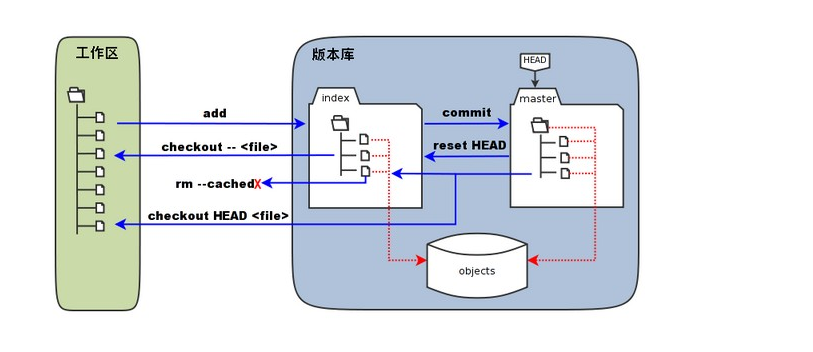 工作区
版本库
HEAD
index
master
add
commit
checkout -- <file>
reset HEAD
rm --cachedX
checkout HEAD <file>
objects